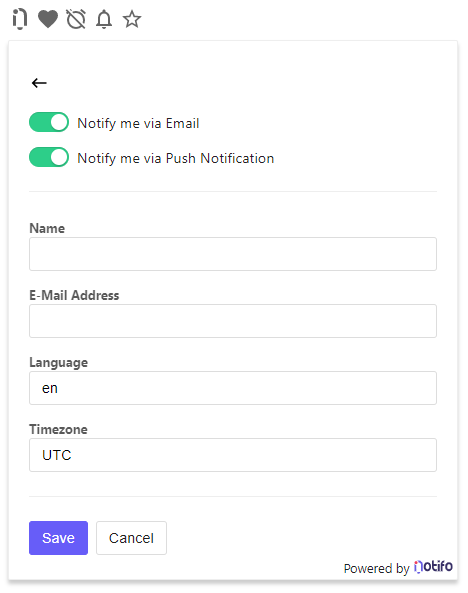 Notify me via Email
Notify me via Push Notification
Name
E-Mail Address
Language
en
Timezone
UTC
Save Cancel
Powered by notifo